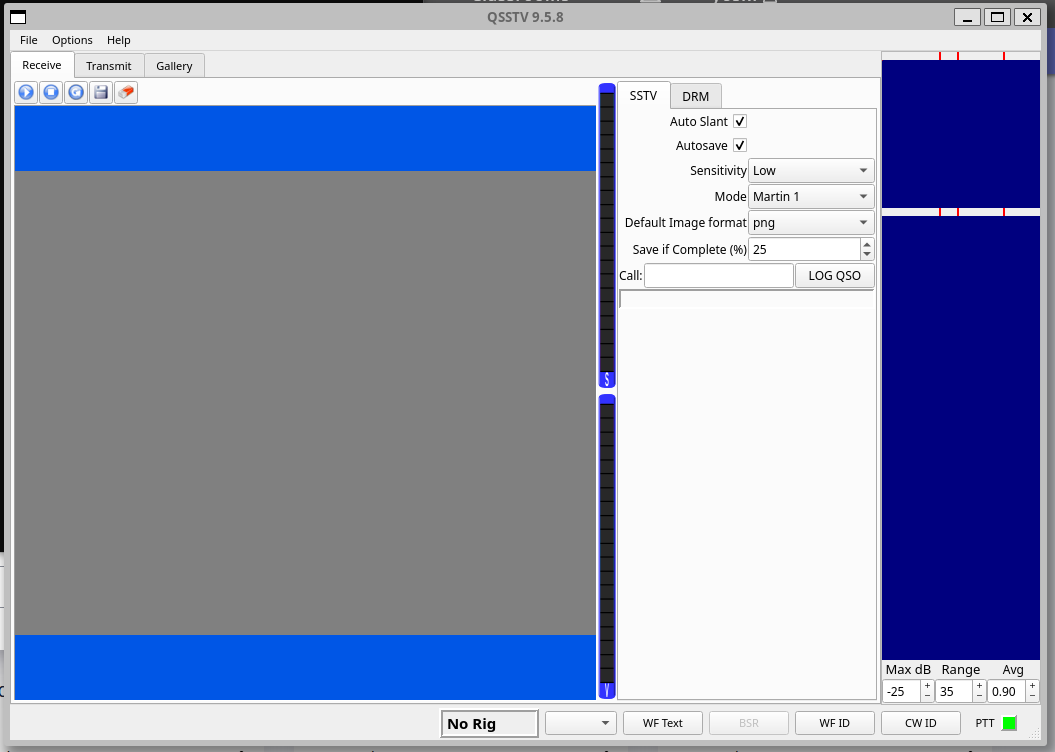 QSSTV 9.5.8
File Options Help
Receive Transmit Gallery
SSTV DRM
Auto Slant
Autosave
Sensitivity Low
Mode Martin 1
Default Image format png
Save if Complete (%) 25
Call: LOG QSO
S
V
Max dB Range Avg
-25 + − 35 + − 0.90 + −
No Rig WF Text BSR WF ID CW ID PTT